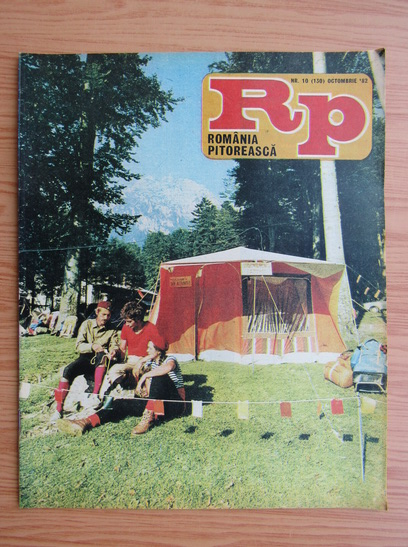 NR. 10 (130) OCTOMBRIE '82
Rp
ROMÂNIA
PITOREASCĂ